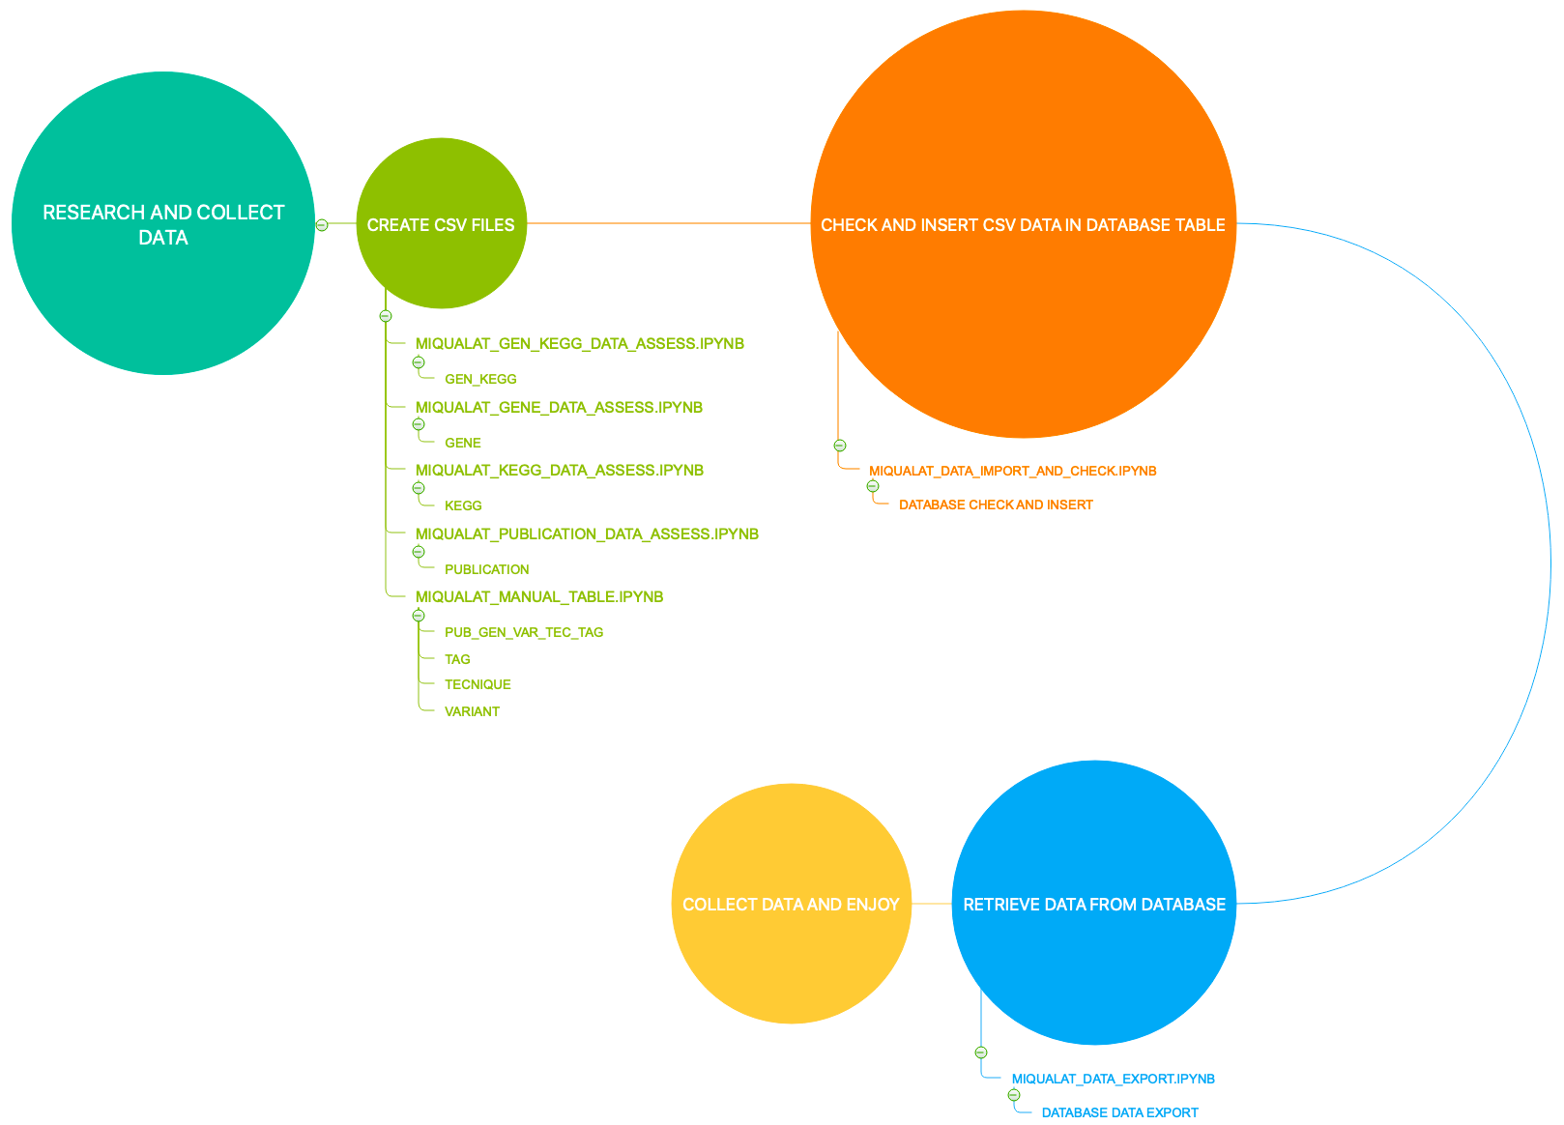 RESEARCH AND COLLECT
DATA
CREATE CSV FILES
MIQUALAT_GEN_KEGG_DATA_ASSESS.IPYNB
GEN_KEGG
MIQUALAT_GENE_DATA_ASSESS.IPYNB
GENE
MIQUALAT_KEGG_DATA_ASSESS.IPYNB
KEGG
MIQUALAT_PUBLICATION_DATA_ASSESS.IPYNB
PUBLICATION
MIQUALAT_MANUAL_TABLE.IPYNB
PUB_GEN_VAR_TEC_TAG
TAG
TECNIQUE
VARIANT
CHECK AND INSERT CSV DATA IN DATABASE TABLE
MIQUALAT_DATA_IMPORT_AND_CHECK.IPYNB
DATABASE CHECK AND INSERT
RETRIEVE DATA FROM DATABASE
MIQUALAT_DATA_EXPORT.IPYNB
DATABASE DATA EXPORT
COLLECT DATA AND ENJOY